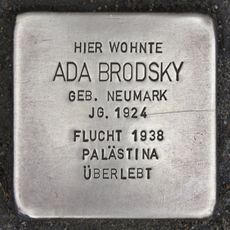 HIER WOHNTE
ADA BRODSKY
GEB. NEUMARK
JG. 1924
FLUCHT 1938
PALÄSTINA
ÜBERLEBT